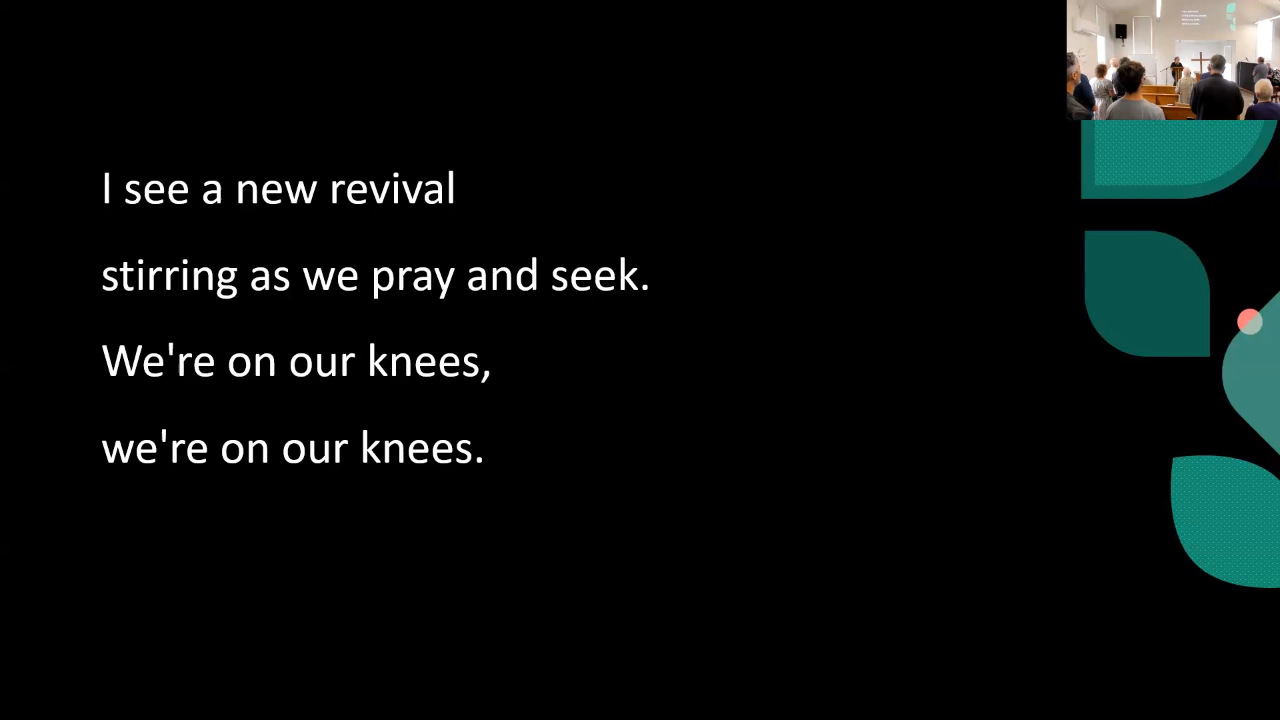 I see a new revival
stirring as we pray and seek.
We're on our knees,
we're on our knees.